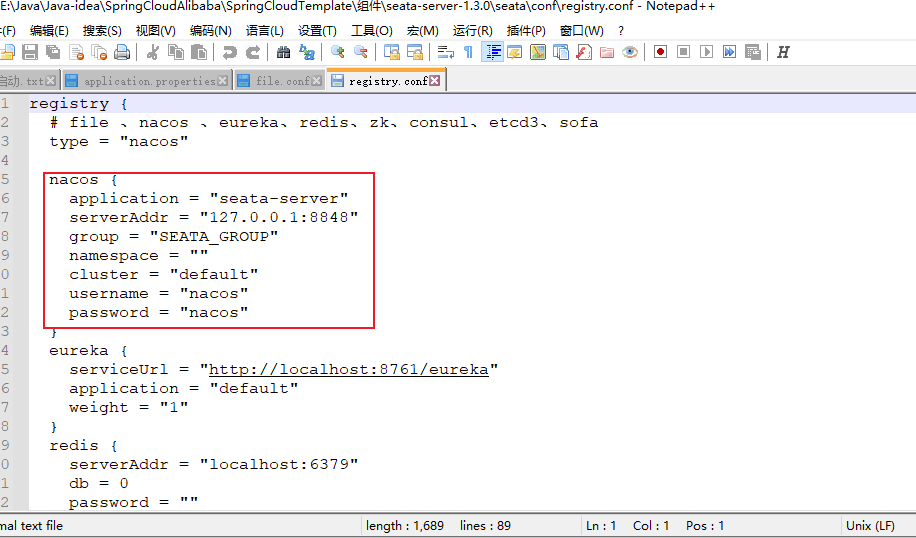 E:\Java\Java-idea\SpringCloudAlibaba\SpringCloudTemplate\组件\seata-server-1.3.0\seata\conf\registry.conf - Notepad++
(F) 编辑(E) 搜索(S) 视图(V) 编码(N) 语言(L) 设置(T) 工具(O) 宏(M) 运行(R) 插件(P) 窗口(W) ?
启动.txt application.properties file.conf registry.conf
1 registry {
2 # file 、nacos 、eureka、redis、zk、consul、etcd3、sofa
3 type = "nacos"
4
5 nacos {
6 application = "seata-server"
7 serverAddr = "127.0.0.1:8848"
8 group = "SEATA_GROUP"
9 namespace = ""
0 cluster = "default"
1 username = "nacos"
2 password = "nacos"
3 }
4 eureka {
5 serviceUrl = "http://localhost:8761/eureka"
6 application = "default"
7 weight = "1"
8 }
9 redis {
0 serverAddr = "localhost:6379"
1 db = 0
2 password = ""
mal text file length : 1,689 lines : 89 Ln : 1 Col : 1 Pos : 1 Unix (LF)